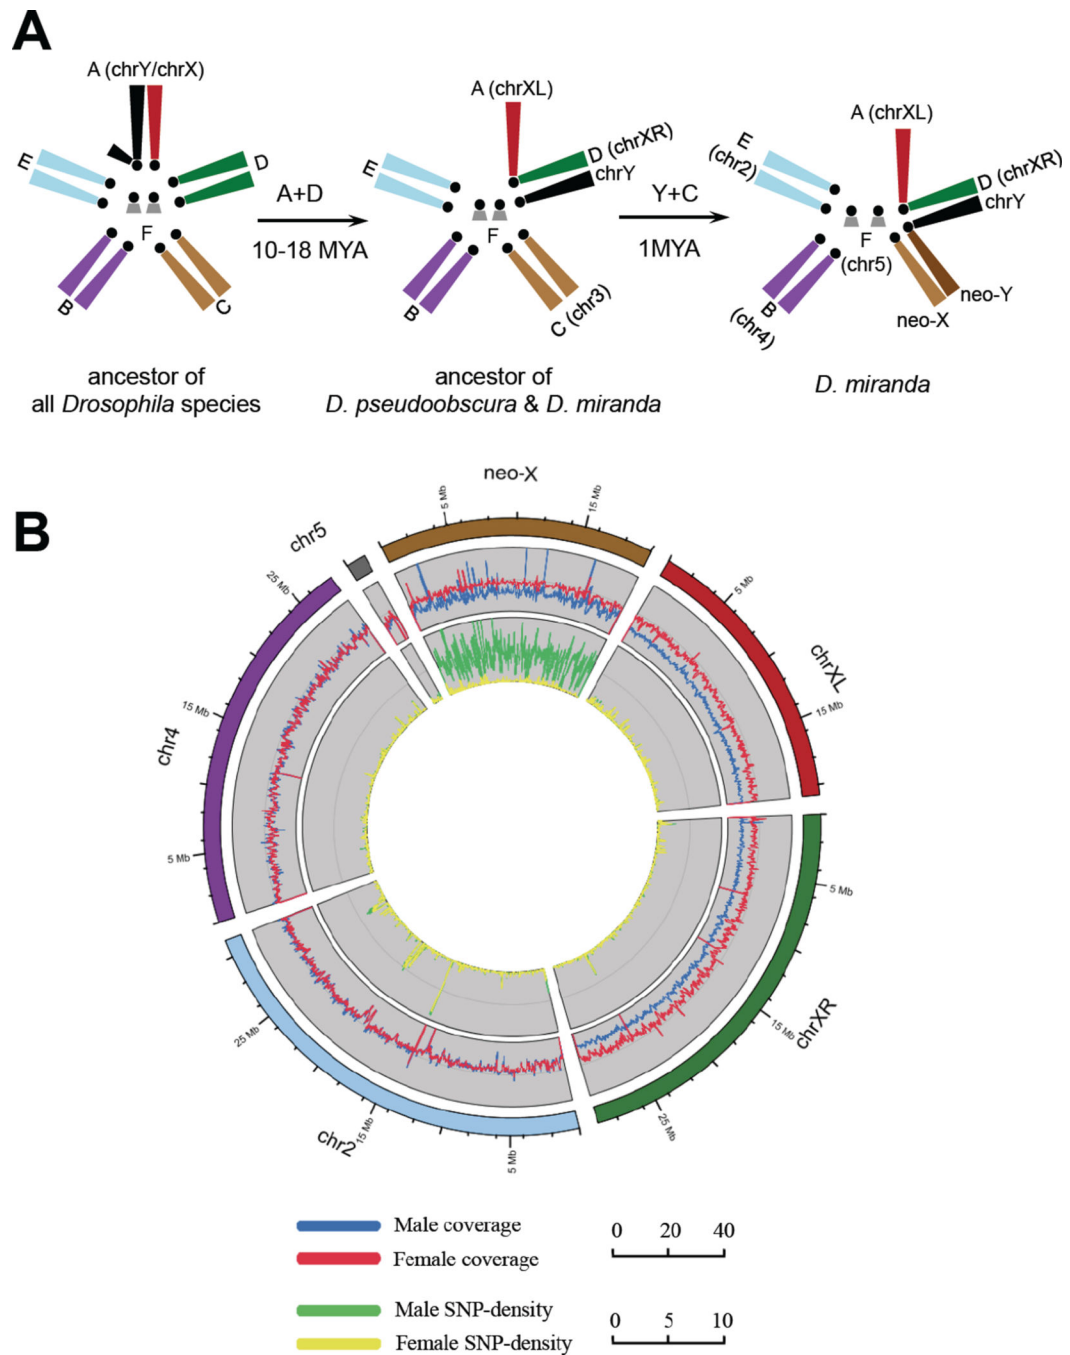 A
A (chrY/chrX)
E
D
F
B
C
A+D
10-18 MYA
A (chrXL)
E
D (chrXR)
chrY
F
B
C (chr3)
Y+C
1MYA
A (chrXL)
E
(chr2)
D (chrXR)
chrY
F
(chr5)
B
(chr4)
neo-Y
neo-X
ancestor of
all Drosophila species
ancestor of
D. pseudoobscura & D. miranda
D. miranda
B
neo-X
5 Mb
15 Mb
chrXL
5 Mb
15 Mb
chrXR
5 Mb
15 Mb
25 Mb
chr2
5 Mb
15 Mb
25 Mb
chr4
5 Mb
15 Mb
25 Mb
chr5
Male coverage
Female coverage
0 20 40
Male SNP-density
Female SNP-density
0 5 10